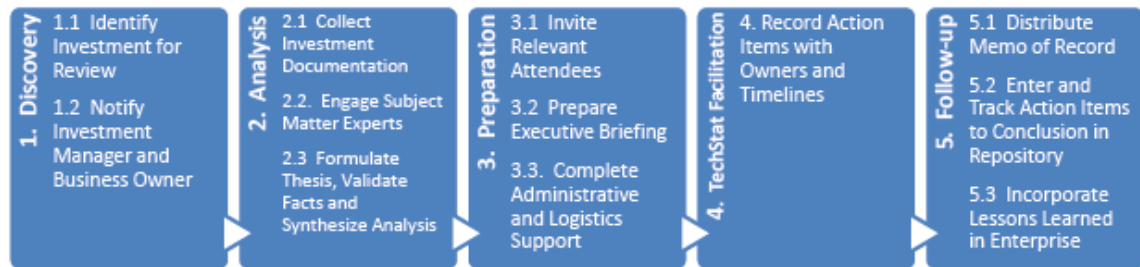 1. Discovery
1.1 Identify
Investment for
Review
1.2 Notify
Investment
Manager and
Business Owner
2. Analysis
2.1 Collect
Investment
Documentation
2.2. Engage Subject
Matter Experts
2.3 Formulate
Thesis, Validate
Facts and
Synthesize Analysis
3. Preparation
3.1 Invite
Relevant
Attendees
3.2 Prepare
Executive Briefing
3.3. Complete
Administrative
and Logistics
Support
4. TechStat Facilitation
4. Record Action
Items with
Owners and
Timelines
5. Follow-up
5.1 Distribute
Memo of Record
5.2 Enter and
Track Action Items
to Conclusion in
Repository
5.3 Incorporate
Lessons Learned
in Enterprise